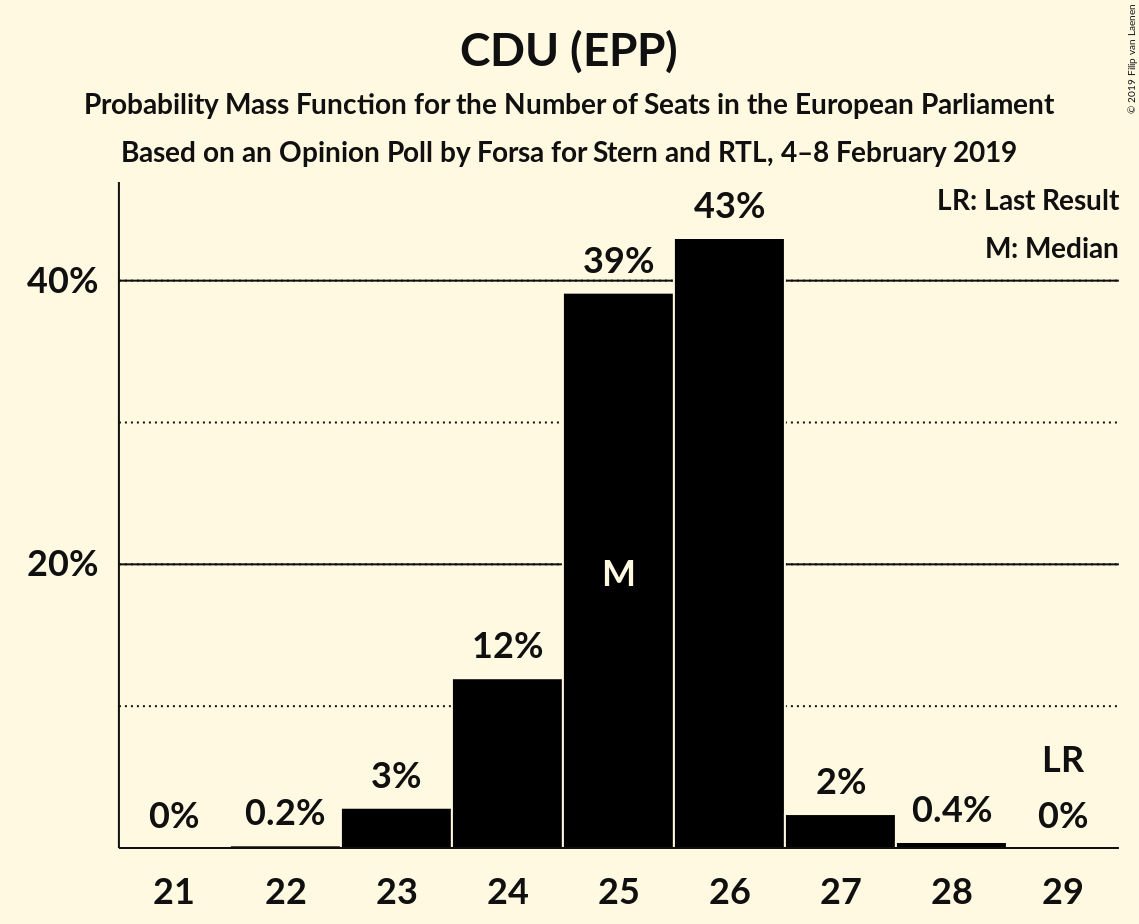 CDU (EPP)
Probability Mass Function for the Number of Seats in the European Parliament
Based on an Opinion Poll by Forsa for Stern and RTL, 4–8 February 2019
© 2019 Filip van Laenen
LR: Last Result
M: Median
43%
39%
40%
M
20%
12%
3%
2%
LR
0%
0.2%
0.4%
0%
21 22 23 24 25 26 27 28 29